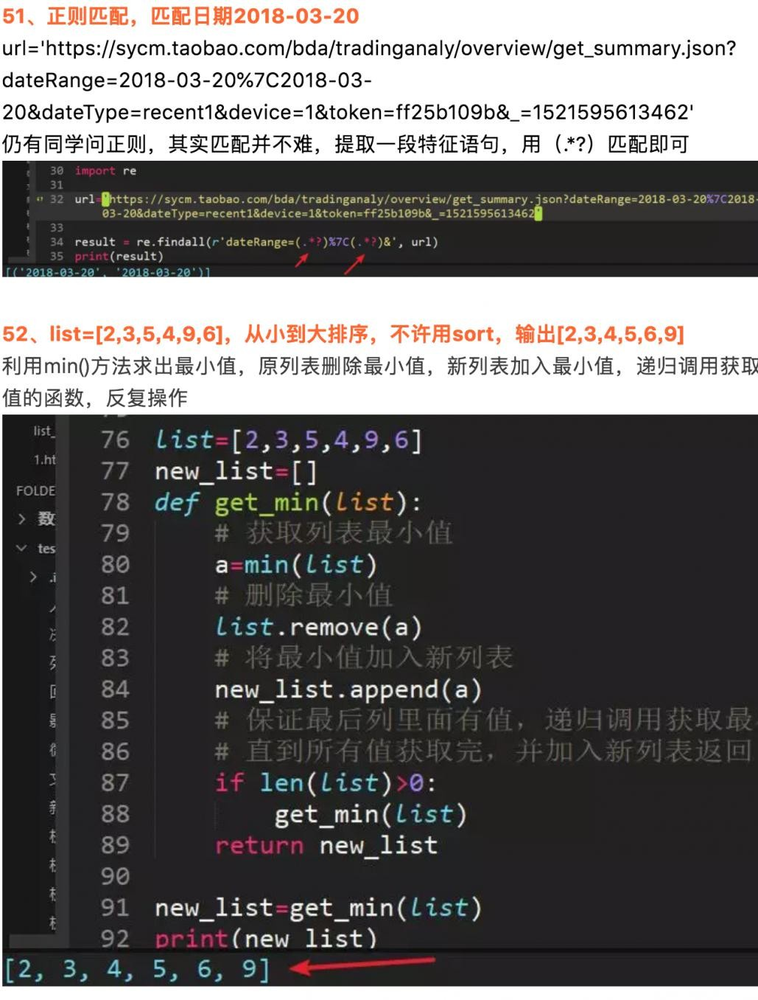 51、正则匹配，匹配日期2018-03-20
url='https://sycm.taobao.com/bda/tradinganaly/overview/get_summary.json?
dateRange=2018-03-20%7C2018-03-
20&dateType=recent1&device=1&token=ff25b109b&_=1521595613462'
仍有同学问正则，其实匹配并不难，提取一段特征语句，用（.*?）匹配即可
30 import re
31
32 url='https://sycm.taobao.com/bda/tradinganaly/overview/get_summary.json?dateRange=2018-03-20%7C2018-
03-20&dateType=recent1&device=1&token=ff25b109b&_=1521595613462'
33
34 result = re.findall(r'dateRange=(.*?)%7C(.*?)&', url)
35 print(result)
[('2018-03-20', '2018-03-20')]
52、list=[2,3,5,4,9,6]，从小到大排序，不许用sort，输出[2,3,4,5,6,9]
利用min()方法求出最小值，原列表删除最小值，新列表加入最小值，递归调用获取
值的函数，反复操作
list_
1.ht
FOLDE
数
tes
76 list=[2,3,5,4,9,6]
77 new_list=[]
78 def get_min(list):
79 # 获取列表最小值
80 a=min(list)
81 # 删除最小值
82 list.remove(a)
83 # 将最小值加入新列表
84 new_list.append(a)
85 # 保证最后列里面有值，递归调用获取最
86 # 直到所有值获取完，并加入新列表返回
87 if len(list)>0:
88 get_min(list)
89 return new_list
90
91 new_list=get_min(list)
92 print(new_list)
[2, 3, 4, 5, 6, 9]